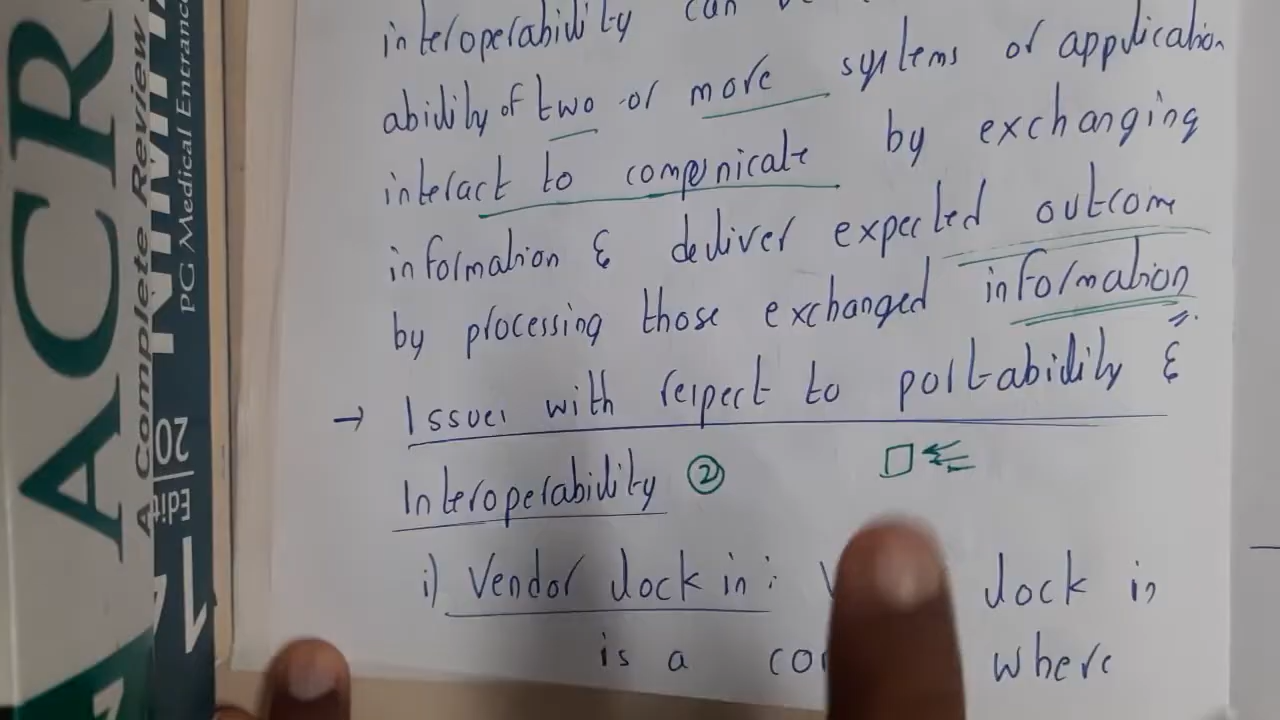 interoperability can
ability of two or more systems or application
interact to compunicate by exchanging
information & deliver expected outcom
by processing those exchanged information
→ Issues with respect to portability &
Interoperability ②
i) Vendor lock in : lock in
is a where
ACR
A Complete Review
PG Medical Entrance
20
Edit